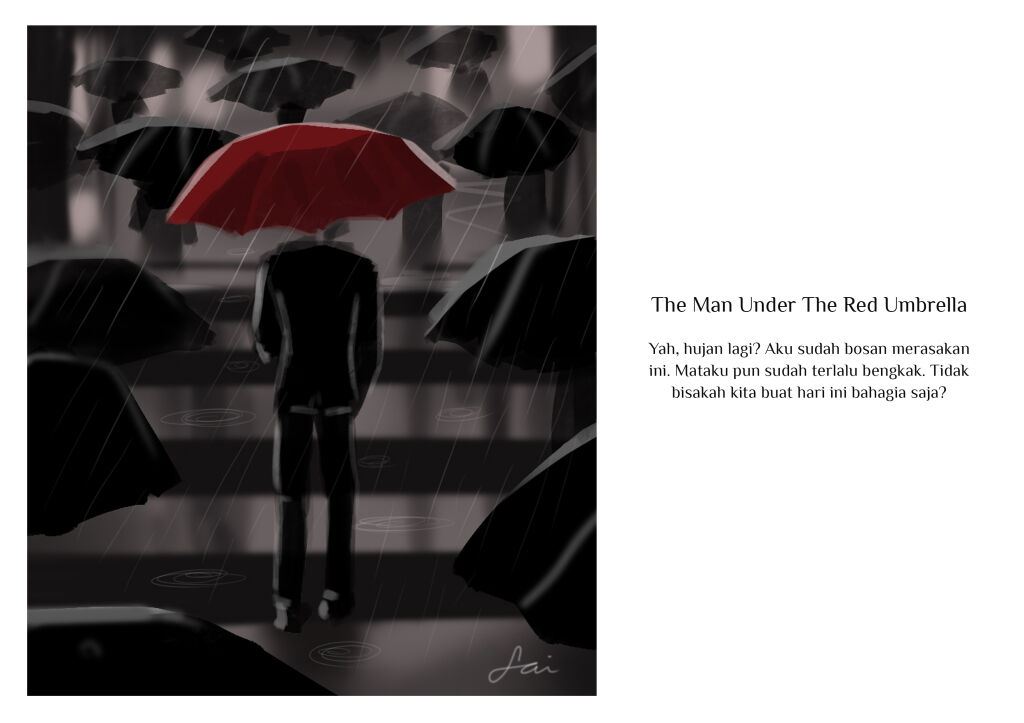 The Man Under The Red Umbrella
Yah, hujan lagi? Aku sudah bosan merasakan
ini. Mataku pun sudah terlalu bengkak. Tidak
bisakah kita buat hari ini bahagia saja?
Sai